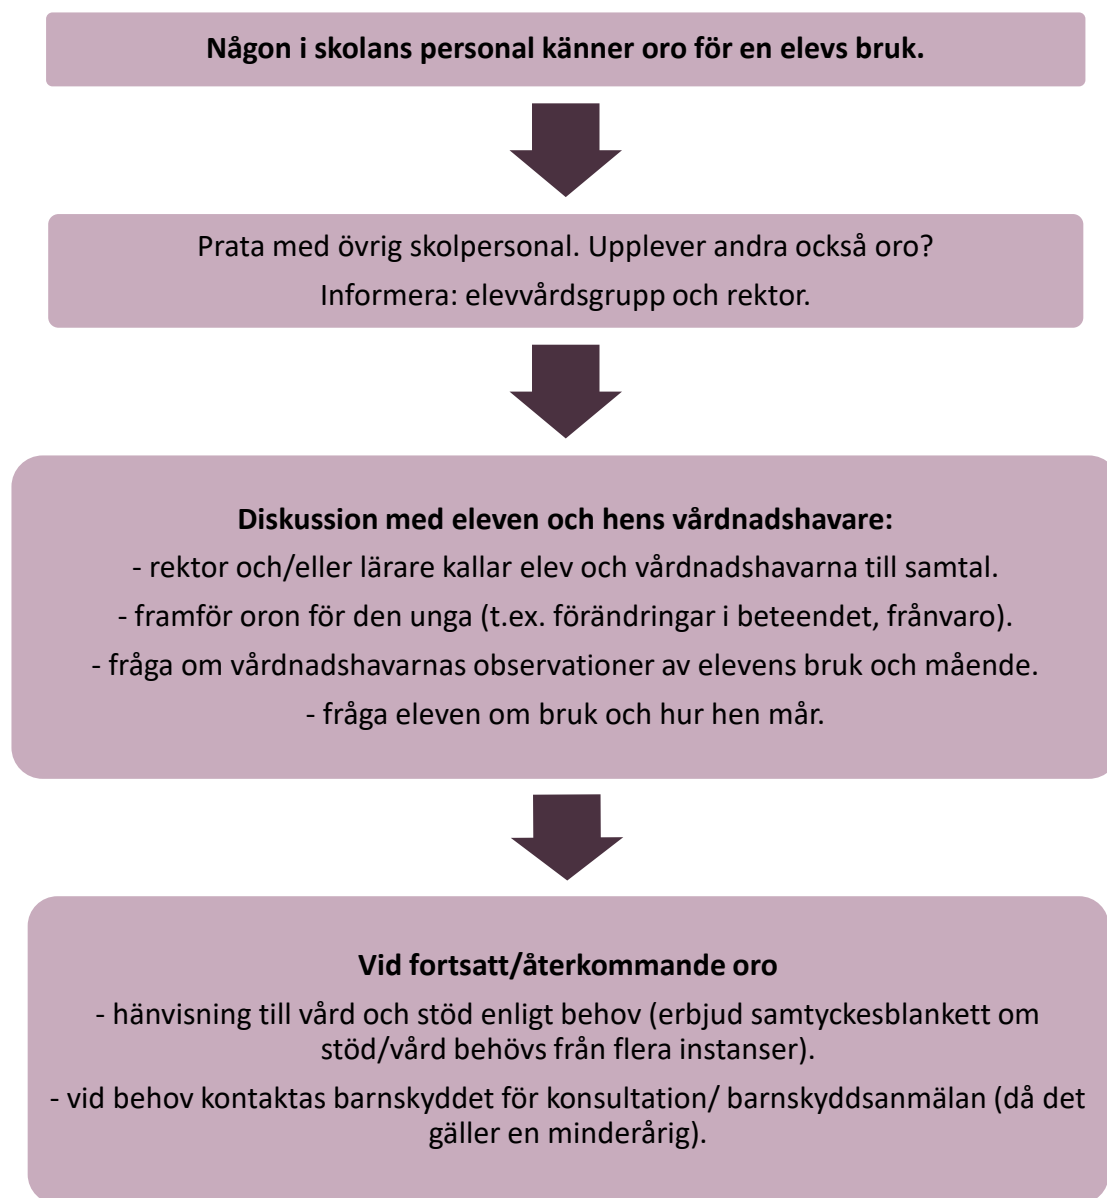 Någon i skolans personal känner oro för en elevs bruk.
Prata med övrig skolpersonal. Upplever andra också oro?
Informera: elevvårdsgrupp och rektor.
Diskussion med eleven och hens vårdnadshavare:
- rektor och/eller lärare kallar elev och vårdnadshavarna till samtal.
- framför oron för den unga (t.ex. förändringar i beteendet, frånvaro).
- fråga om vårdnadshavarnas observationer av elevens bruk och mående.
- fråga eleven om bruk och hur hen mår.
Vid fortsatt/återkommande oro
- hänvisning till vård och stöd enligt behov (erbjud samtyckesblankett om
stöd/vård behövs från flera instanser).
- vid behov kontaktas barnskyddet för konsultation/ barnskyddsanmälan (då det
gäller en minderårig).